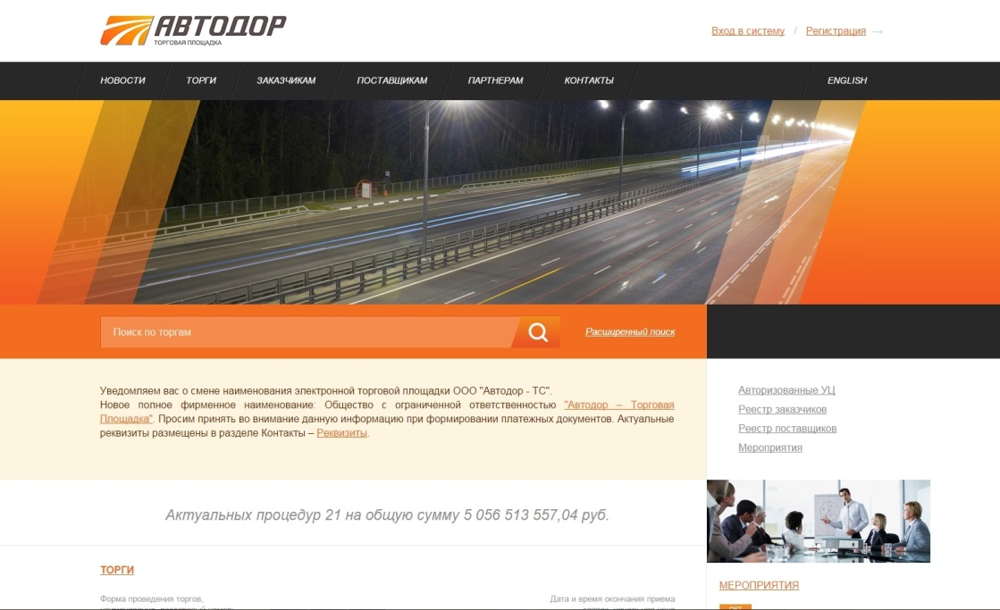 АВТОДОР
ТОРГОВАЯ ПЛОЩАДКА
Вход в систему / Регистрация →
НОВОСТИ ТОРГИ ЗАКАЗЧИКАМ ПОСТАВЩИКАМ ПАРТНЕРАМ КОНТАКТЫ ENGLISH
Поиск по торгам
Расширенный поиск
Уведомляем вас о смене наименования электронной торговой площадки ООО "Автодор - ТС".
Новое полное фирменное наименование: Общество с ограниченной ответственностью "Автодор – Торговая
Площадка". Просим принять во внимание данную информацию при формировании платежных документов. Актуальные
реквизиты размещены в разделе Контакты – Реквизиты.
Авторизованные УЦ
Реестр заказчиков
Реестр поставщиков
Мероприятия
Актуальных процедур 21 на общую сумму 5 056 513 557,04 руб.
ТОРГИ
Форма проведения торгов,
Дата и время окончания приема
МЕРОПРИЯТИЯ